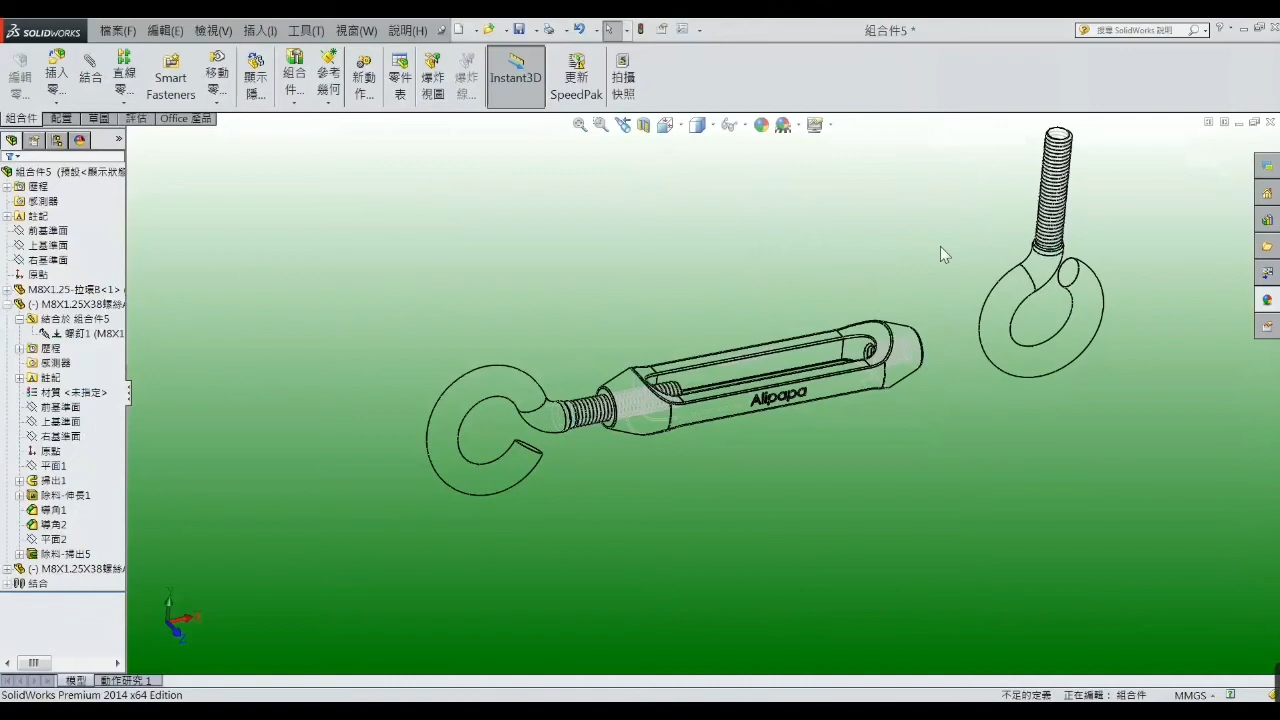 SOLIDWORKS 檔案(F) 編輯(E) 檢視(V) 插入(I) 工具(T) 視窗(W) 說明(L) 組合件5 * 搜尋 SolidWorks 說明
編輯零... 插入零... 結合 直線零... Smart Fasteners 移動零... 顯示隱... 組合件... 參考幾何 新動作... 零件表 爆炸視圖 爆炸線... Instant3D 更新 SpeedPak 拍攝快照
組合件 配置 草圖 評估 Office 產品
組合件5 (預設<顯示狀態
歷程
感測器
註記
前基準面
上基準面
右基準面
原點
M8X1.25-拉環B<1> (
(-) M8X1.25X38螺絲A
結合於 組合件5
螺釘1 (M8X1
歷程
感測器
註記
材質 <未指定>
前基準面
上基準面
右基準面
原點
平面1
掃出1
除料-伸長1
導角1
導角2
平面2
除料-掃出5
(-) M8X1.25X38螺絲A
結合
Alipapa
Y
X
Z
模型 動作研究 1
SolidWorks Premium 2014 x64 Edition 不足的定義 正在編輯: 組合件 MMGS